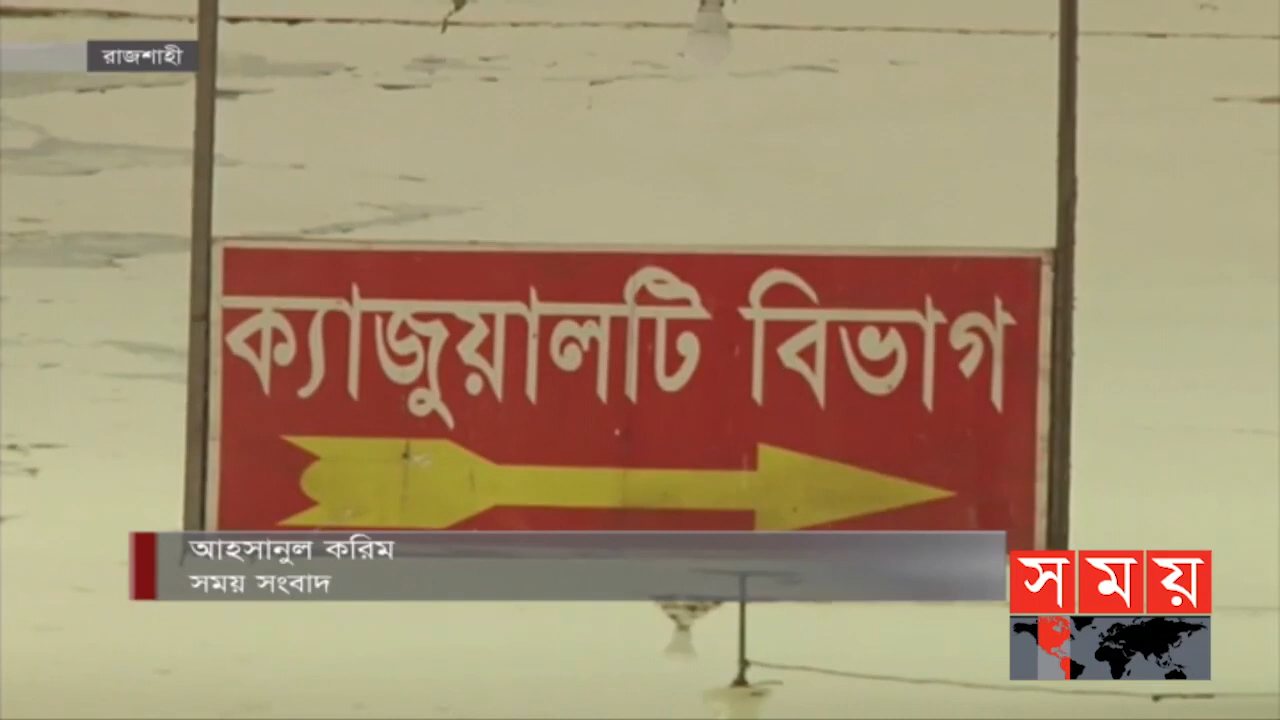 রাজশাহী
ক্যাজুয়ালটি বিভাগ
আহসানুল করিম
সময় সংবাদ
সময়